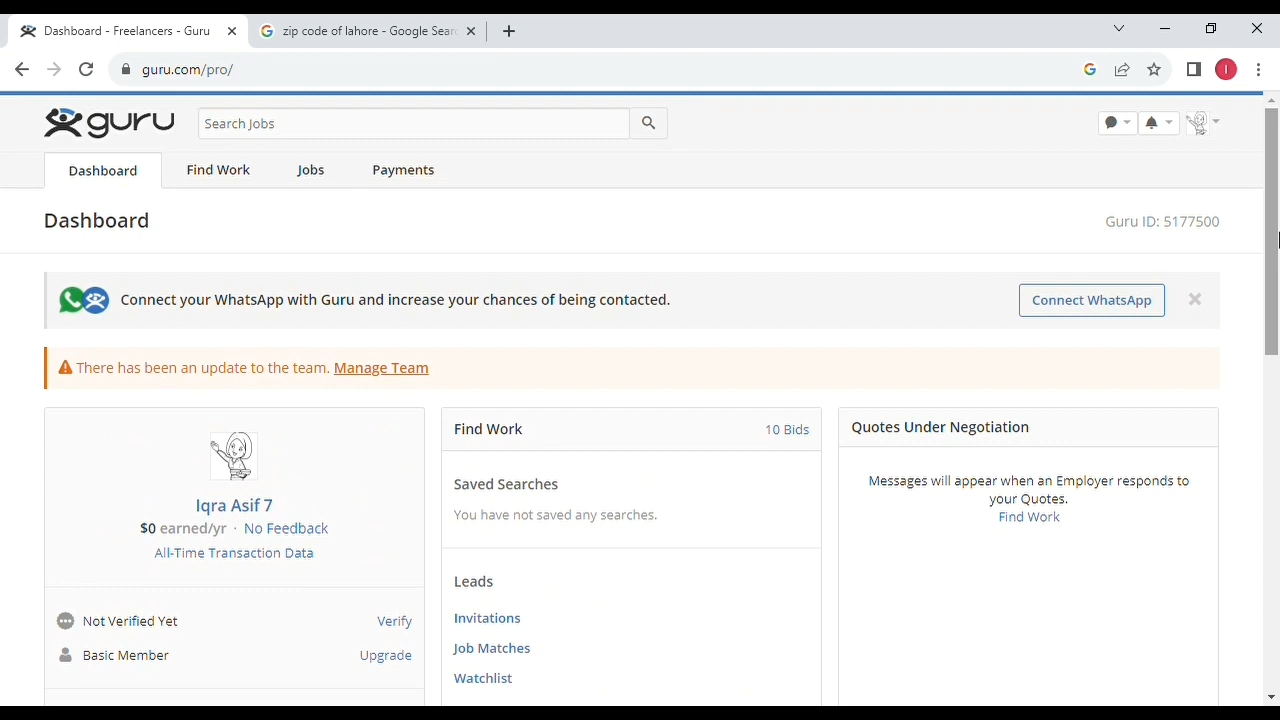 Dashboard - Freelancers - Guru
zip code of lahore - Google Sear
guru.com/pro/
I
guru
Search Jobs
Dashboard
Find Work
Jobs
Payments
Dashboard
Guru ID: 5177500
Connect your WhatsApp with Guru and increase your chances of being contacted.
Connect WhatsApp
There has been an update to the team. Manage Team
Iqra Asif 7
$0 earned/yr · No Feedback
All-Time Transaction Data
Not Verified Yet
Verify
Basic Member
Upgrade
Find Work
10 Bids
Saved Searches
You have not saved any searches.
Leads
Invitations
Job Matches
Watchlist
Quotes Under Negotiation
Messages will appear when an Employer responds to
your Quotes.
Find Work